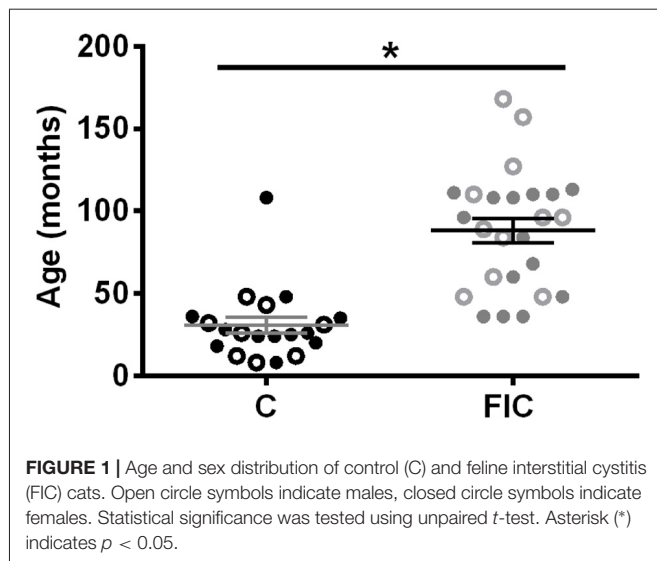 200
*
150
100
50
0
Age (months)
C FIC
FIGURE 1 | Age and sex distribution of control (C) and feline interstitial cystitis
(FIC) cats. Open circle symbols indicate males, closed circle symbols indicate
females. Statistical significance was tested using unpaired t-test. Asterisk (*)
indicates p < 0.05.